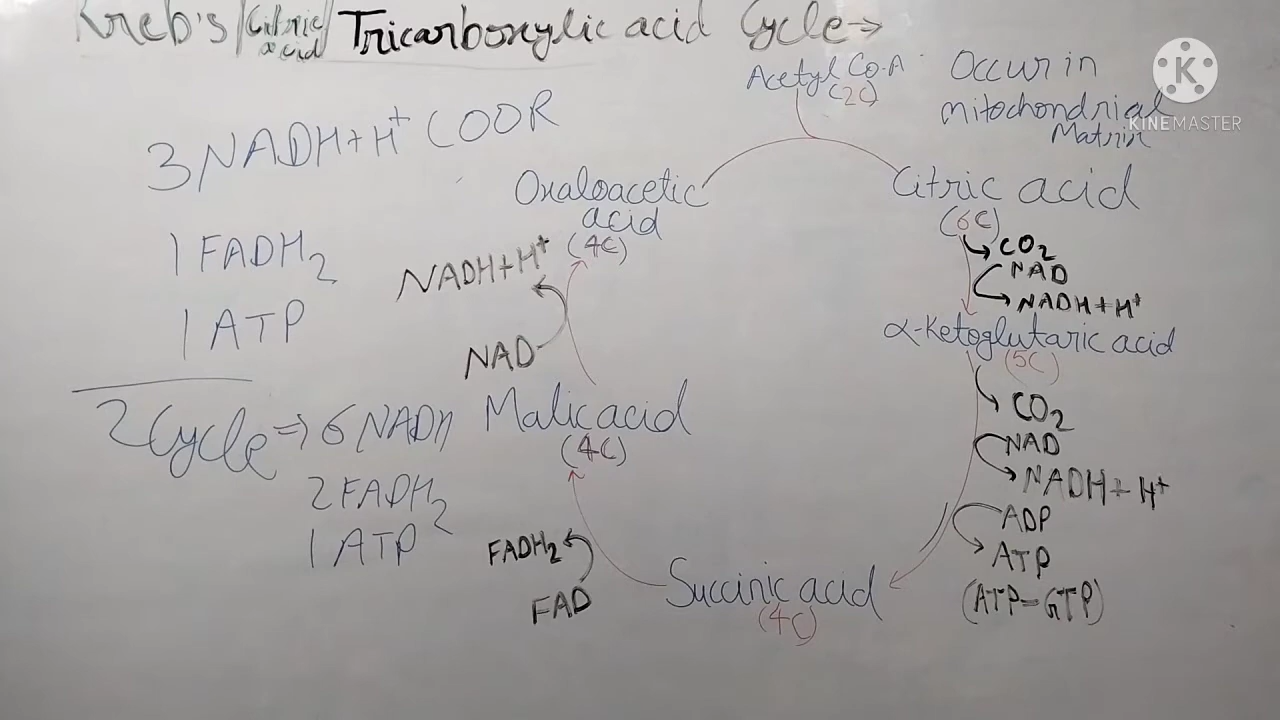 Kreb's/Citric acid/Tricarboxylic acid Cycle→
Acetyl Co-A
(2C)
Occur in
mitochondrial
Matrix
K
KINEMASTER
3NADH+H⁺ COOR
1 FADH₂
1 ATP
2 Cycle ⇒ 6 NADH
2 FADH₂
1 ATP
Oxaloacetic
acid
(4C)
NADH+H⁺
NAD
Malic acid
(4C)
FADH₂
FAD
Succinic acid
(4C)
Citric acid
(6C)
CO₂
NAD
NADH+H⁺
α-Ketoglutaric acid
(5C)
CO₂
NAD
NADH+H⁺
ADP
ATP
(ATP=GTP)